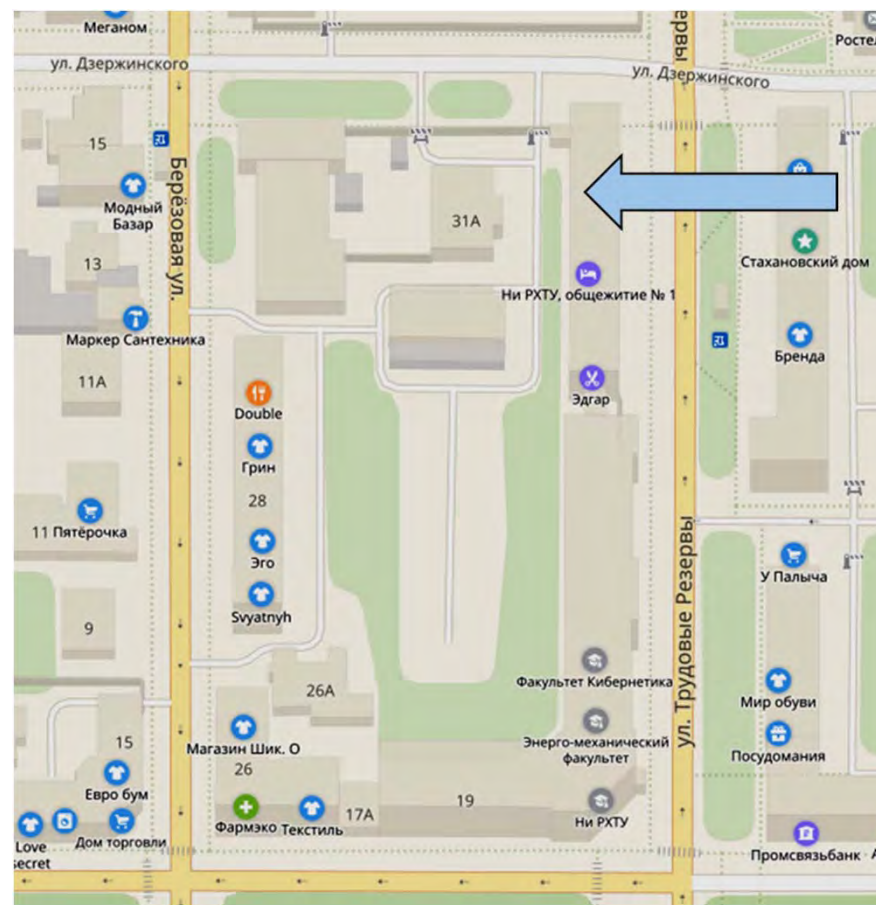 Меганом
ервы
Ростел
ул. Дзержинского
ул. Дзержинского
15
Берёзовая ул.
Модный
Базар
31А
13
Стахановский дом
Ни РХТУ, общежитие № 1
Маркер Сантехника
Бренда
11А
Эдгар
Double
Грин
28
11 Пятёрочка
Эго
У Палыча
Svyatnyh
9
ул. Трудовые Резервы
Факультет Кибернетика
26А
Мир обуви
Магазин Шик. О
Энерго-механический
факультет
15
Посудомания
26
Евро бум
19
17А
Фармэко
Текстиль
Ни РХТУ
Love
secret
Дом торговли
Промсвязьбанк
А